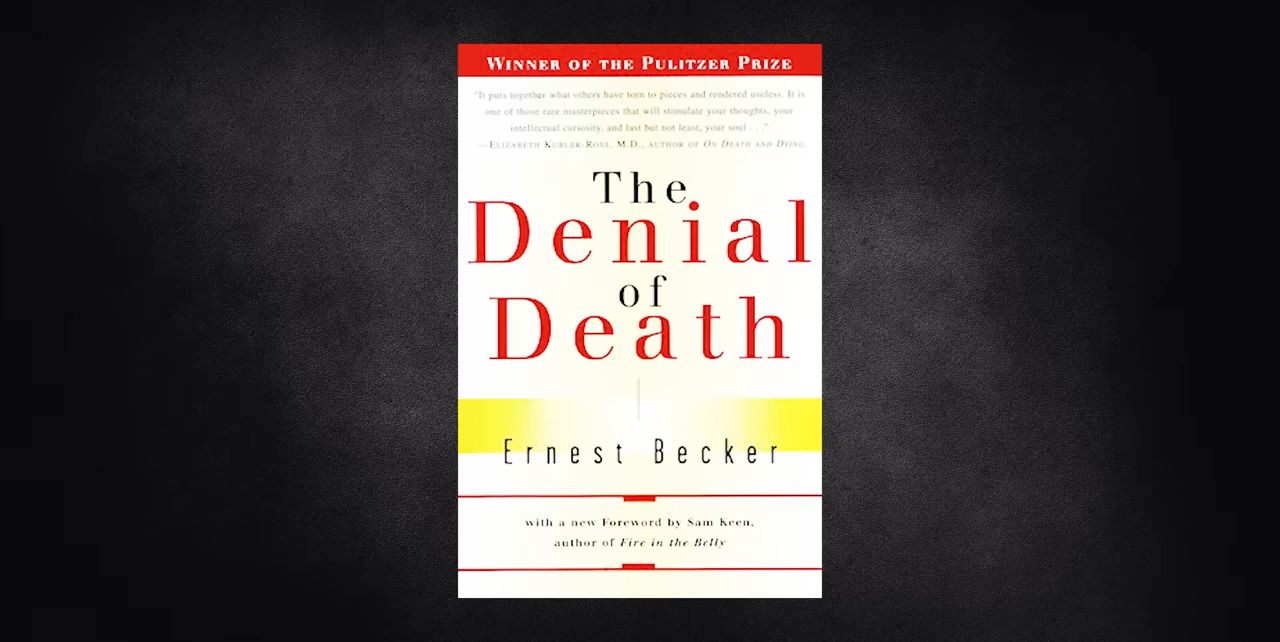 WINNER OF THE PULITZER PRIZE
"It puts together what others have torn to pieces and rendered useless. It is
one of those rare masterpieces that will stimulate your thoughts, your
intellectual curiosity, and last but not least, your soul . . ."
—ELIZABETH KUBLER-ROSS, M.D., AUTHOR OF ON DEATH AND DYING
The
Denial
of
Death
Ernest Becker
with a new Foreword by Sam Keen,
author of Fire in the Belly